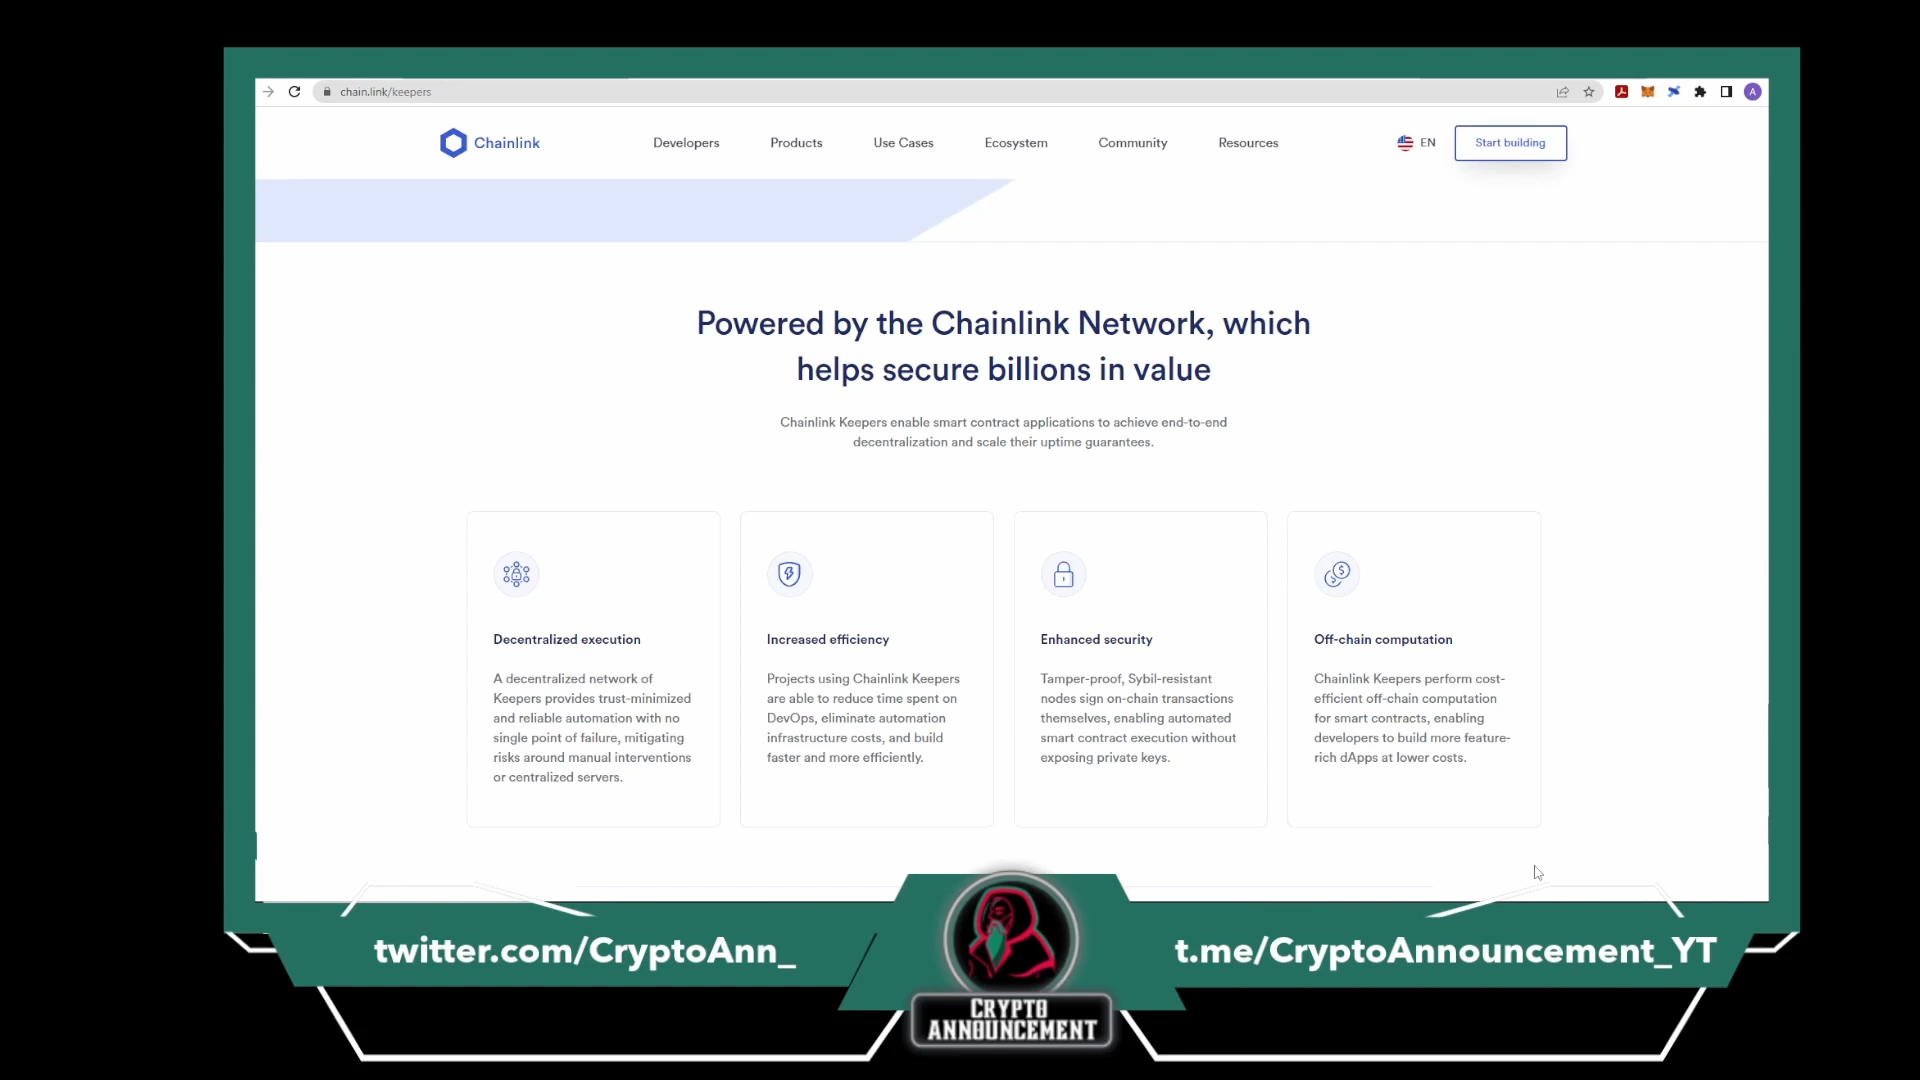 chain.link/keepers
A
Chainlink
Developers
Products
Use Cases
Ecosystem
Community
Resources
EN
Start building
Powered by the Chainlink Network, which
helps secure billions in value
Chainlink Keepers enable smart contract applications to achieve end-to-end
decentralization and scale their uptime guarantees.
Decentralized execution
A decentralized network of
Keepers provides trust-minimized
and reliable automation with no
single point of failure, mitigating
risks around manual interventions
or centralized servers.
Increased efficiency
Projects using Chainlink Keepers
are able to reduce time spent on
DevOps, eliminate automation
infrastructure costs, and build
faster and more efficiently.
Enhanced security
Tamper-proof, Sybil-resistant
nodes sign on-chain transactions
themselves, enabling automated
smart contract execution without
exposing private keys.
Off-chain computation
Chainlink Keepers perform cost-
efficient off-chain computation
for smart contracts, enabling
developers to build more feature-
rich dApps at lower costs.
twitter.com/CryptoAnn_
CRYPTO
ANNOUNCEMENT
t.me/CryptoAnnouncement_YT